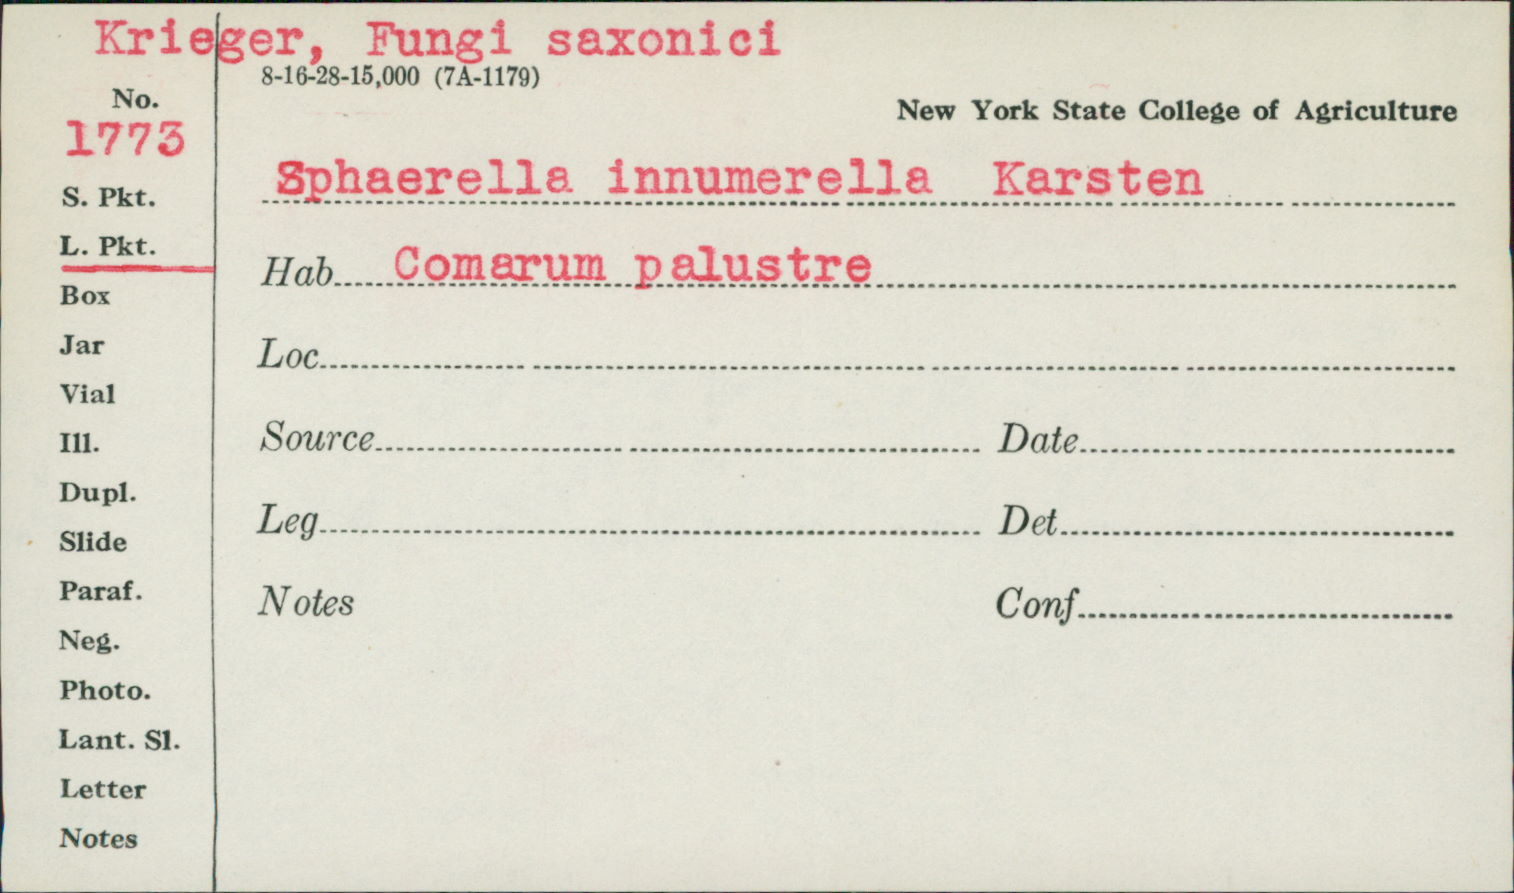 Krieger, Fungi saxonici
8-16-28-15,000 (7A-1179)
No.
New York State College of Agriculture
1773
Sphaerella innumerella Karsten
S. Pkt.
L. Pkt.
Hab. Comarum palustre
Box
Jar
Loc.
Vial
Ill.
Source Date
Dupl.
Slide
Leg. Det.
Paraf.
Notes Conf.
Neg.
Photo.
Lant. Sl.
Letter
Notes